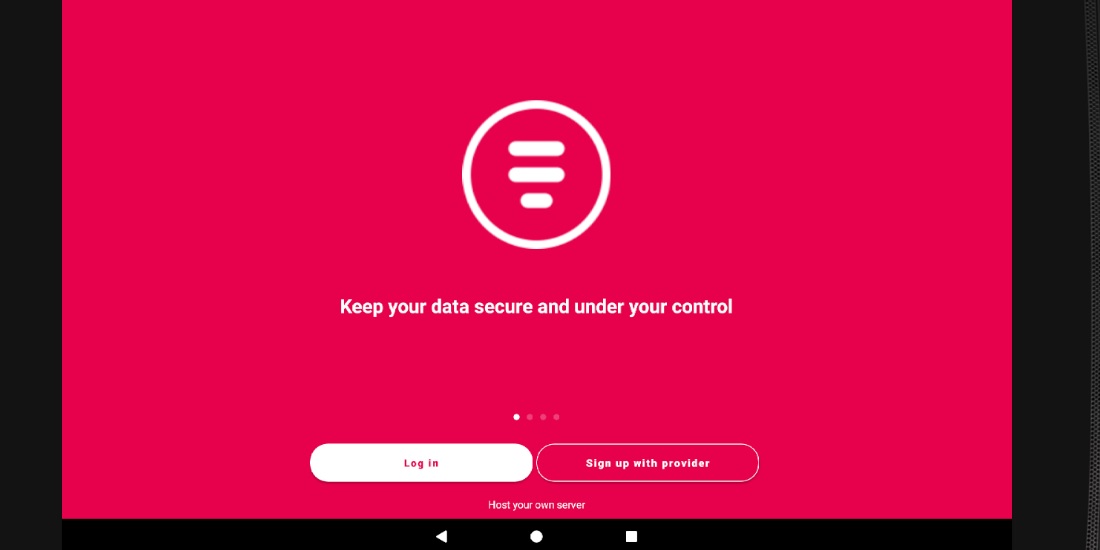 Keep your data secure and under your control
Log in
Sign up with provider
Host your own server